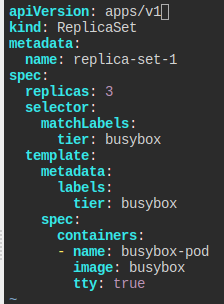 apiVersion: apps/v1
kind: ReplicaSet
metadata:
  name: replica-set-1
spec:
  replicas: 3
  selector:
    matchLabels:
      tier: busybox
  template:
    metadata:
      labels:
        tier: busybox
    spec:
      containers:
      - name: busybox-pod
        image: busybox
        tty: true
~